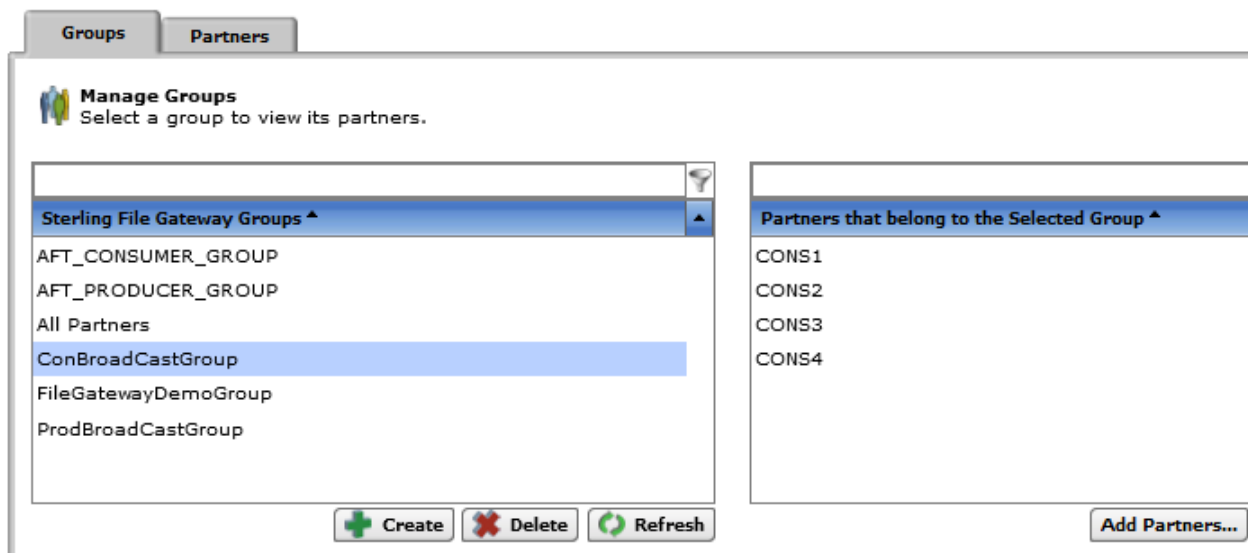 Groups
Partners
Manage Groups
Select a group to view its partners.
Sterling File Gateway Groups
AFT_CONSUMER_GROUP
AFT_PRODUCER_GROUP
All Partners
ConBroadCastGroup
FileGatewayDemoGroup
ProdBroadCastGroup
Create
Delete
Refresh
Partners that belong to the Selected Group
CONS1
CONS2
CONS3
CONS4
Add Partners...